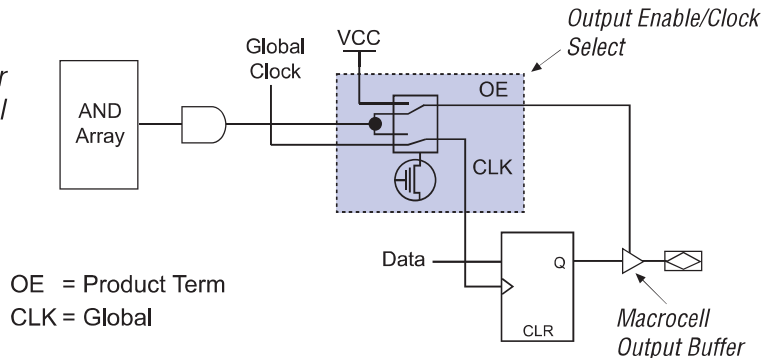 Output Enable/Clock
Select
Global
Clock
VCC
r
l
AND
Array
OE
CLK
Data
Q
CLR
OE = Product Term
CLK = Global
Macrocell
Output Buffer